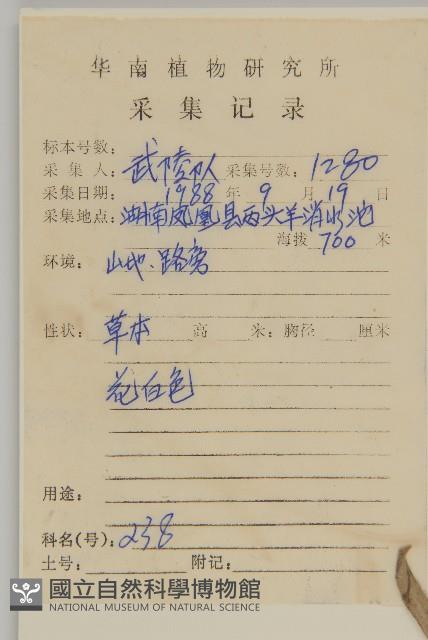 华南植物研究所
采集记录
标本号数:
采集人: 武陵队 采集号数: 1280
采集日期: 1988 年 9 月 19 日
采集地点: 湖南凤凰县两头羊消水池
海拔 700 米
环境: 山地、路旁
性状: 草本 高 米: 胸径 厘米
花白色
用途:
科名(号): 238
土号: 附记:
國立自然科學博物館
NATIONAL MUSEUM OF NATURAL SCIENCE